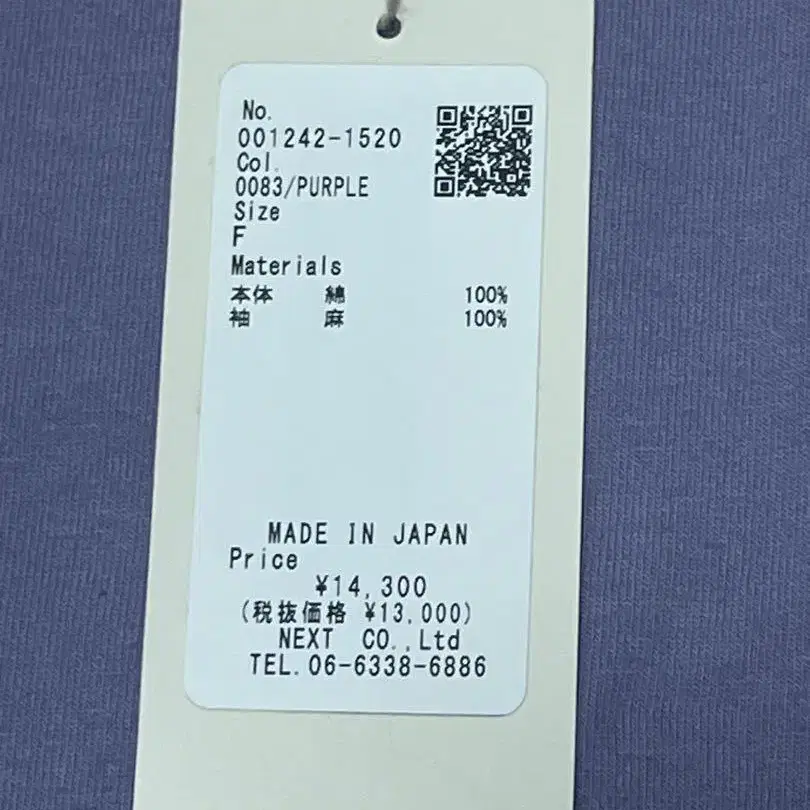 No.
001242-1520
Col.
0083/PURPLE
Size
F
Materials
本体 綿 100%
袖 麻 100%
MADE IN JAPAN
Price
¥14,300
(税抜価格 ¥13,000)
NEXT CO.,Ltd
TEL.06-6338-6886